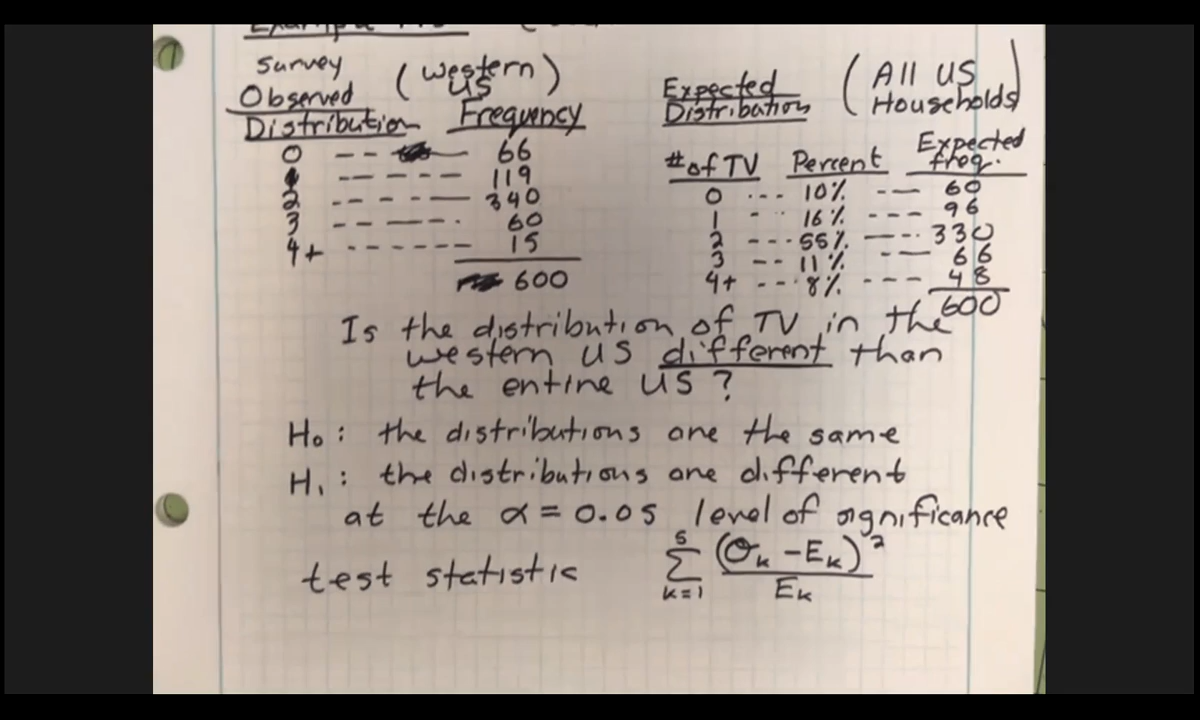 Survey
Observed (Western US)
Distribution Frequency
0 -- -- 66
1 ----- 119
2 ------ 340
3 ------ 60
4+ ------ 15
600
Expected Distribution (All US Households)
# of TV Percent Expected freq.
0 --- 10% -- 60
1 -- 16% --- 96
2 --- 55% ---- 330
3 -- 11% -- 66
4+ --- 8% --- 48
600
Is the distribution of TV in the
western US different than
the entire US?
H₀: the distributions are the same
H₁: the distributions are different
at the α = 0.05 level of significance
test statistic 5 Σ k=1 (Oₖ - Eₖ)² / Eₖ